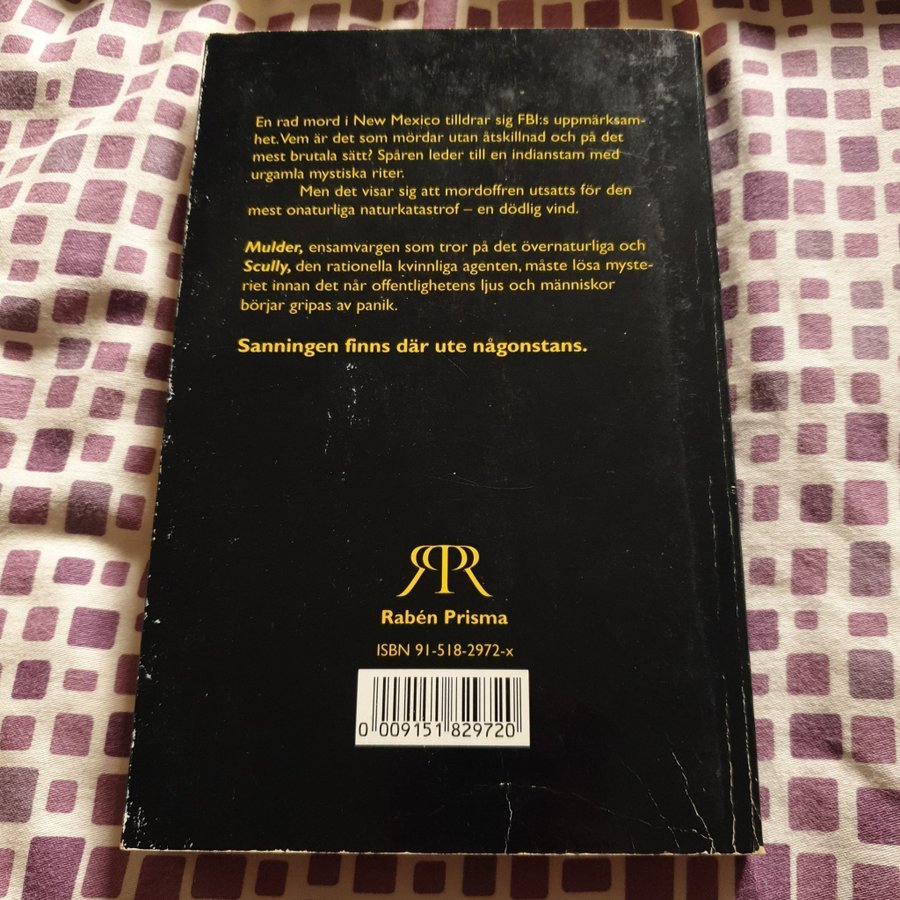 En rad mord i New Mexico tilldrar sig FBI:s uppmärksam-
het. Vem är det som mördar utan åtskillnad och på det
mest brutala sätt? Spåren leder till en indianstam med
urgamla mystiska riter.
Men det visar sig att mordoffren utsatts för den
mest onaturliga naturkatastrof – en dödlig vind.
Mulder, ensamvargen som tror på det övernaturliga och
Scully, den rationella kvinnliga agenten, måste lösa myste-
riet innan det når offentlighetens ljus och människor
börjar gripas av panik.
Sanningen finns där ute någonstans.
RPR
Rabén Prisma
ISBN 91-518-2972-x
0 009151 829720